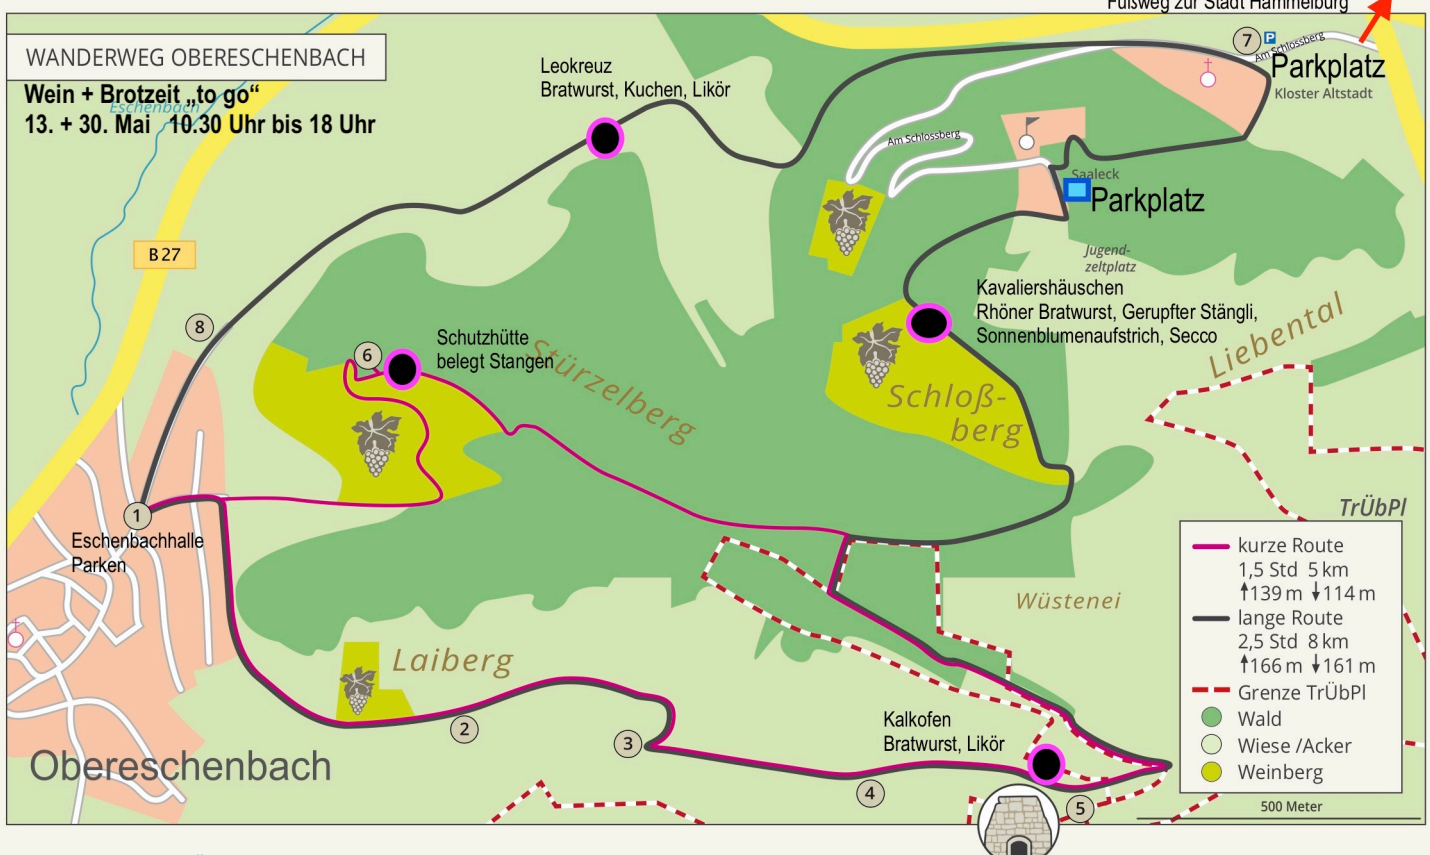 Fußweg zur Stadt Hammelburg
WANDERWEG OBERESCHENBACH
Wein + Brotzeit „to go“
13. + 30. Mai 10.30 Uhr bis 18 Uhr
Eschenbach
Leokreuz
Bratwurst, Kuchen, Likör
7
P
Am Schlossberg
Parkplatz
Kloster Altstadt
Am Schlossberg
Saaleck
Parkplatz
Jugend-
zeltplatz
B 27
Kavaliershäuschen
Rhöner Bratwurst, Gerupfter Stängli,
Sonnenblumenaufstrich, Secco
Liebental
8
6
Schutzhütte
belegt Stangen
Stürzelberg
Schloß-
berg
1
Eschenbachhalle
Parken
TrÜbPl
Wüstenei
Laiberg
2
3
4
5
Kalkofen
Bratwurst, Likör
Obereschenbach
kurze Route
1,5 Std 5 km
↑139 m ↓114 m
lange Route
2,5 Std 8 km
↑166 m ↓161 m
Grenze TrÜbPl
Wald
Wiese /Acker
Weinberg
500 Meter